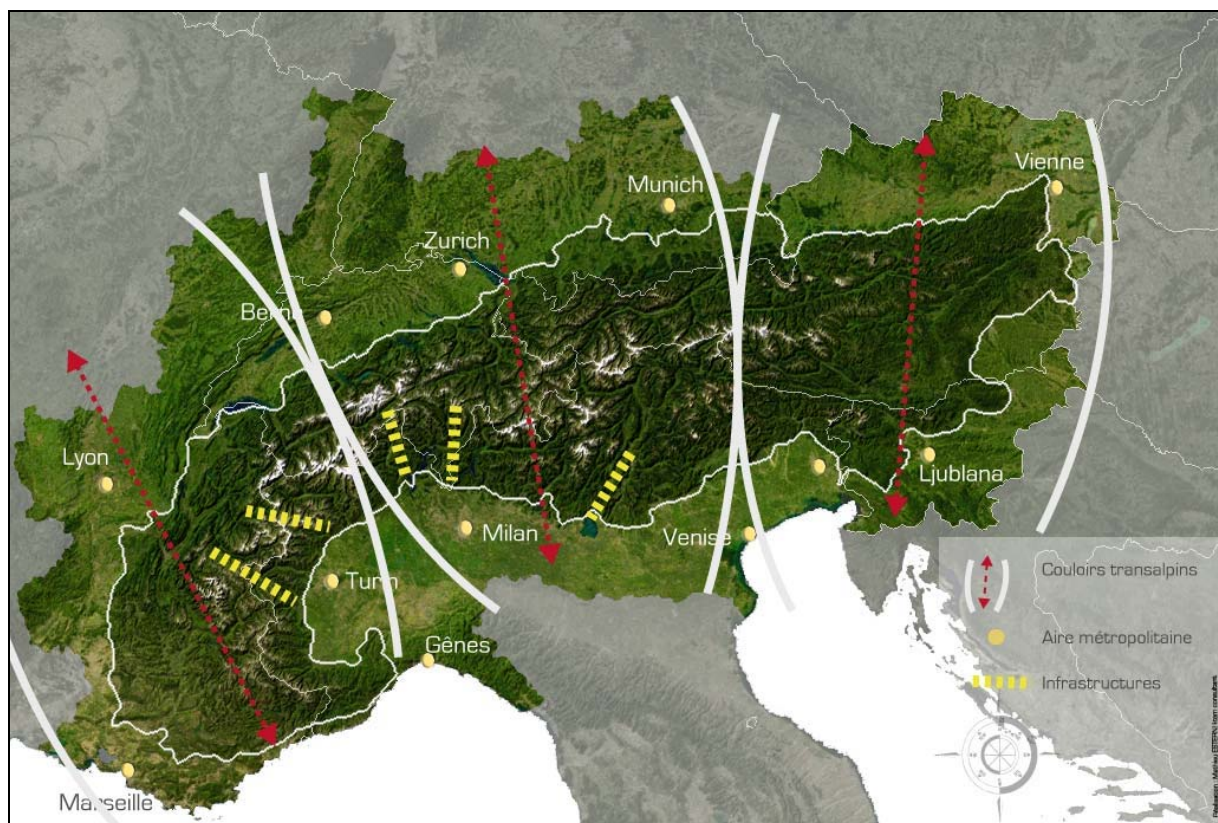 Vienne
Munich
Zurich
Berne
Lyon
Ljublana
Milan
Venise
Turin
Gênes
Marseille
Couloirs transalpins
Aire métropolitaine
Infrastructures